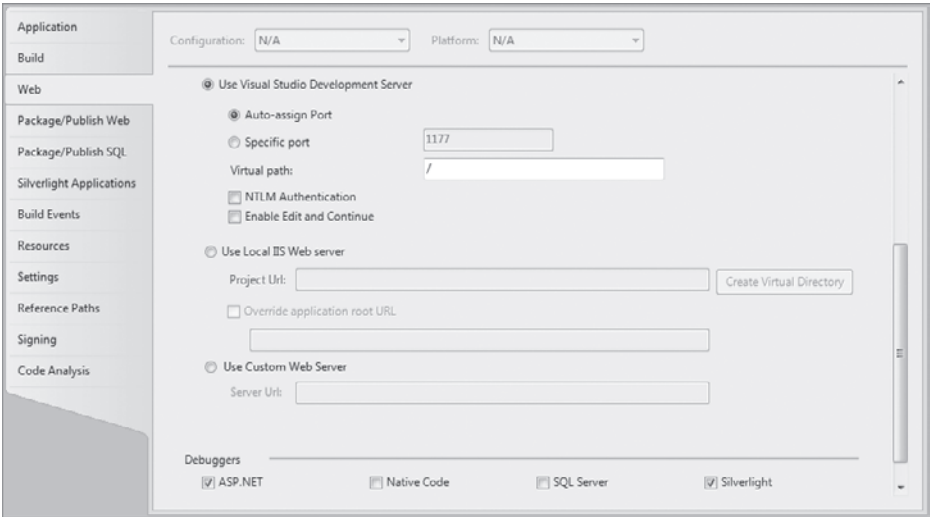 Application
Build
Web
Package/Publish Web
Package/Publish SQL
Silverlight Applications
Build Events
Resources
Settings
Reference Paths
Signing
Code Analysis
Configuration: N/A Platform: N/A
Use Visual Studio Development Server
Auto-assign Port
Specific port 1177
Virtual path: /
NTLM Authentication
Enable Edit and Continue
Use Local IIS Web server
Project Url: Create Virtual Directory
Override application root URL
Use Custom Web Server
Server Url:
Debuggers
ASP.NET Native Code SQL Server Silverlight